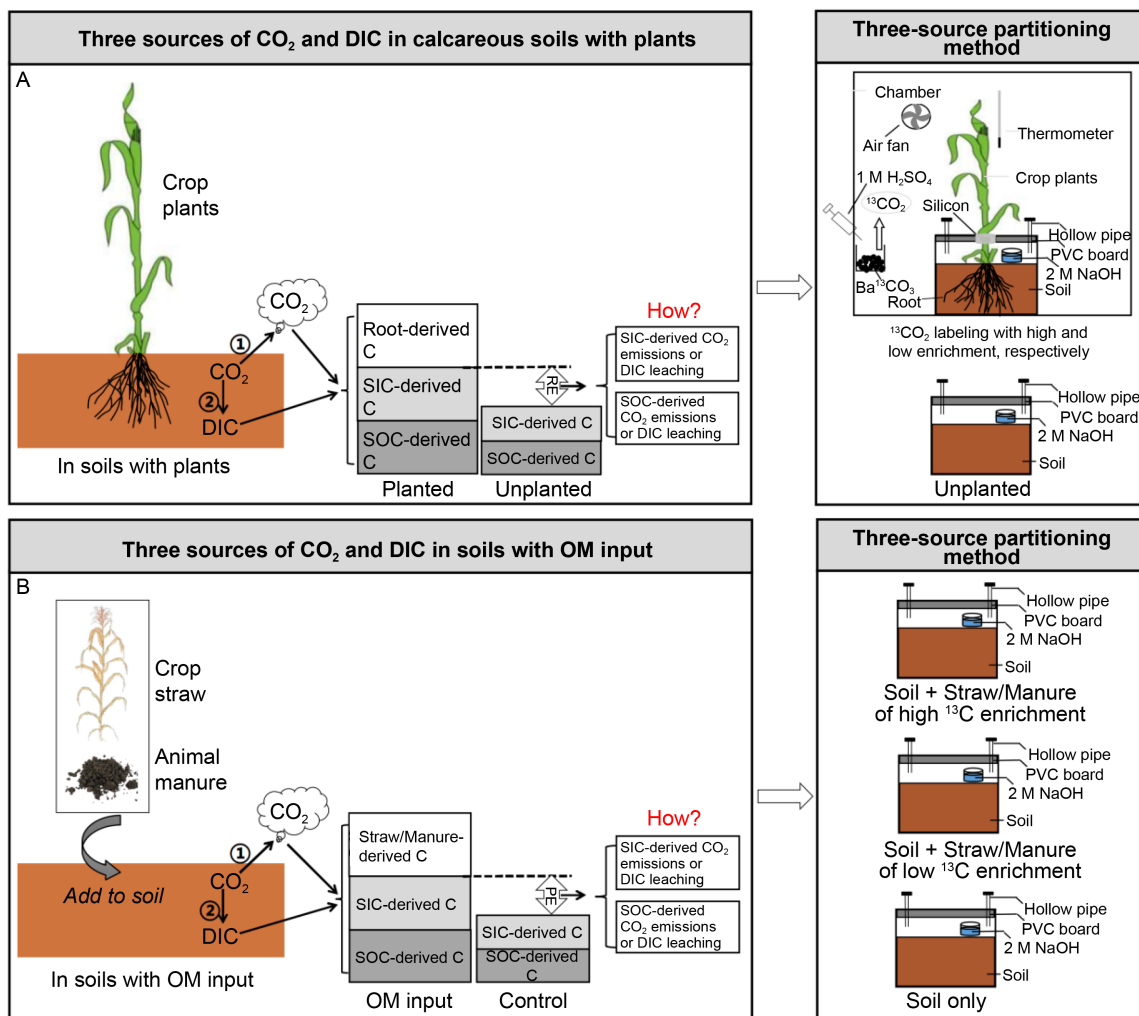 Three sources of CO₂ and DIC in calcareous soils with plants
A
Crop
plants
CO₂
①
CO₂
②
DIC
In soils with plants
Root-derived
C
SIC-derived
C
SOC-derived
C
Planted
RE
SIC-derived C
SOC-derived C
Unplanted
How?
SIC-derived CO₂
emissions or
DIC leaching
SOC-derived
CO₂ emissions
or DIC leaching
Three-source partitioning
method
Chamber
Air fan
Thermometer
1 M H₂SO₄
Crop plants
¹³CO₂
Silicon
Hollow pipe
PVC board
2 M NaOH
Ba¹³CO₃
Soil
Root
¹³CO₂ labeling with high and
low enrichment, respectively
Hollow pipe
PVC board
2 M NaOH
Soil
Unplanted
Three sources of CO₂ and DIC in soils with OM input
B
Crop
straw
Animal
manure
Add to soil
CO₂
①
CO₂
②
DIC
In soils with OM input
Straw/Manure-
derived C
SIC-derived C
SOC-derived C
OM input
PE
SIC-derived C
SOC-derived
C
Control
How?
SIC-derived CO₂
emissions or
DIC leaching
SOC-derived
CO₂ emissions
or DIC leaching
Three-source partitioning
method
Hollow pipe
PVC board
2 M NaOH
Soil
Soil + Straw/Manure
of high ¹³C enrichment
Hollow pipe
PVC board
2 M NaOH
Soil
Soil + Straw/Manure
of low ¹³C enrichment
Hollow pipe
PVC board
2 M NaOH
Soil
Soil only